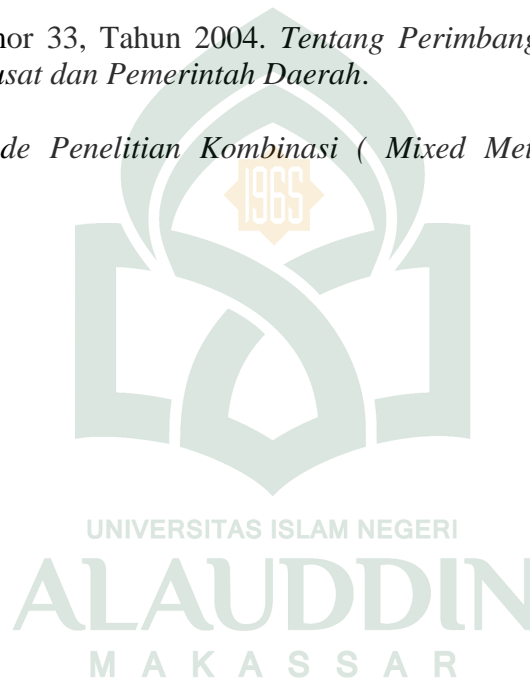 nor 33, Tahun 2004. Tentang Perimbang
usat dan Pemerintah Daerah.
de Penelitian Kombinasi ( Mixed Met
1965
UNIVERSITAS ISLAM NEGERI
ALAUDDIN
MAKASSAR